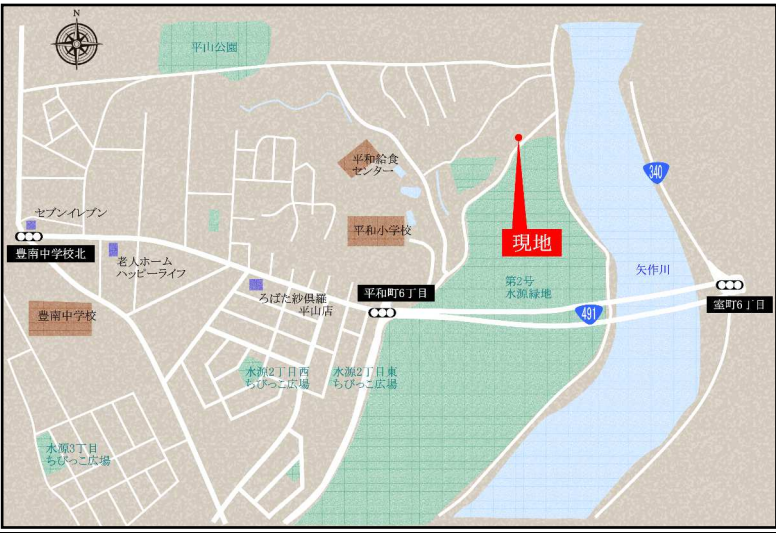 N
平山公園
340
平和給食
センター
セブンイレブン
平和小学校
現地
豊南中学校北
老人ホーム
ハッピーライフ
矢作川
第2号
水源緑地
平和町6丁目
ろばた紗倶羅
平山店
室町6丁目
491
豊南中学校
水源2丁目西
ちびっこ広場
水源2丁目東
ちびっこ広場
水源3丁目
ちびっこ広場